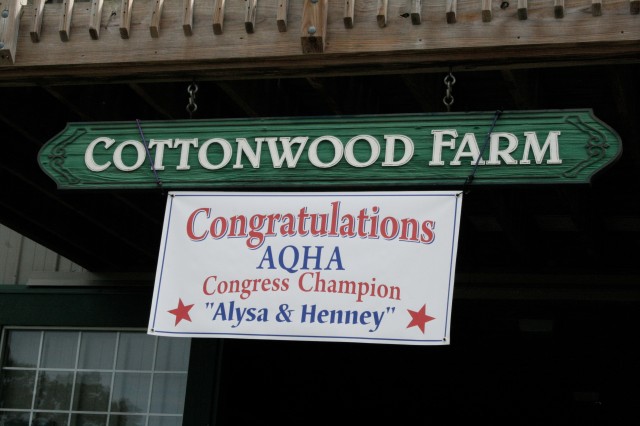 COTTONWOOD FARM
Congratulations
AQHA
Congress Champion
"Alysa & Henney"